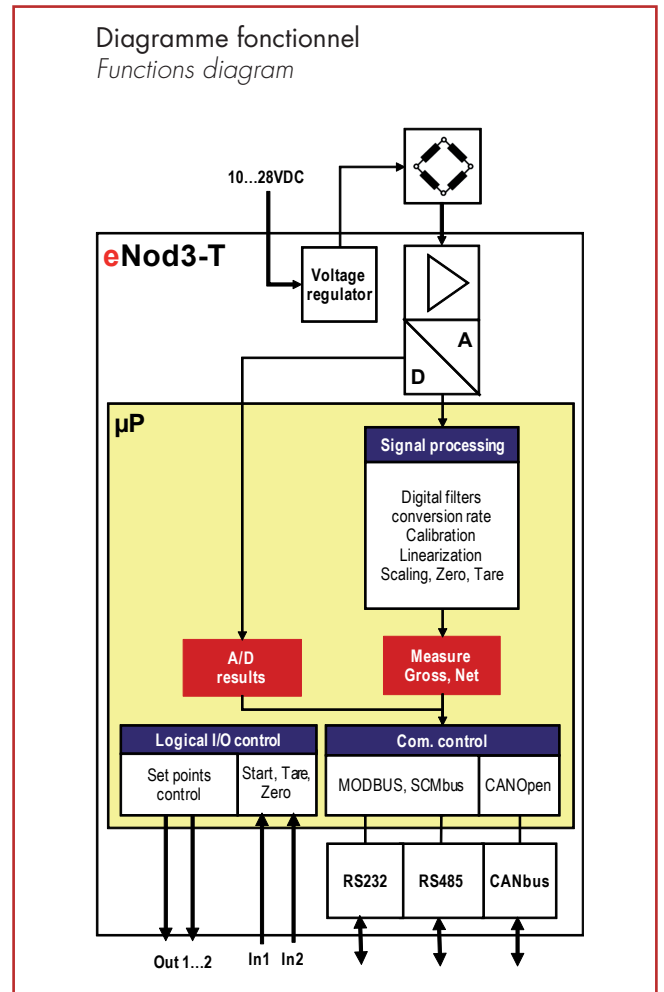 Diagramme fonctionnel
Functions diagram
10...28VDC
eNod3-T
Voltage
regulator
A
D
µP
Signal processing
Digital filters
conversion rate
Calibration
Linearization
Scaling, Zero, Tare
A/D
results
Measure
Gross, Net
Logical I/O control
Com. control
Set points
control
Start, Tare,
Zero
MODBUS, SCMbus
CANOpen
RS232
RS485
CANbus
Out 1...2
In1
In2